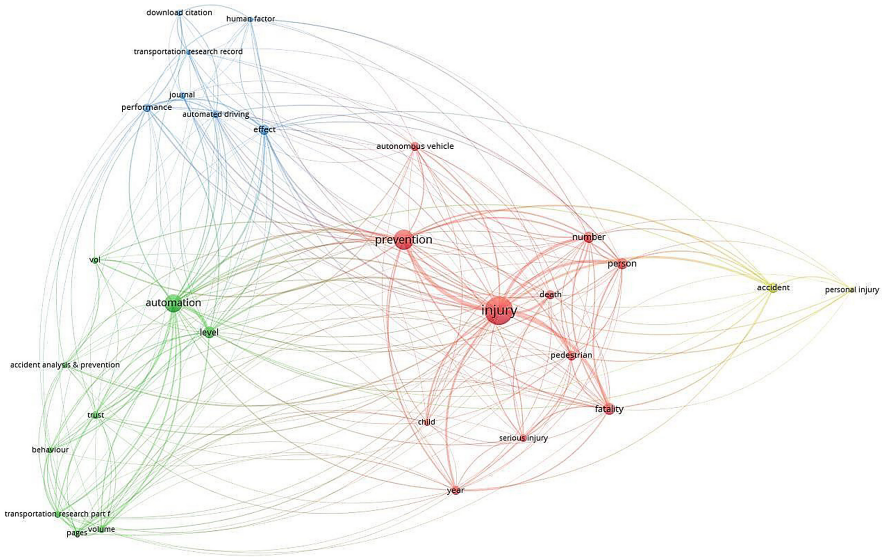 download citation
human factor
transportation research record
journal
performance
automated driving
effect
autonomous vehicle
prevention
number
vol
person
accident
personal injury
death
automation
injury
level
pedestrian
accident analysis & prevention
fatality
trust
child
serious injury
behaviour
year
transportation research part f
volume
pages